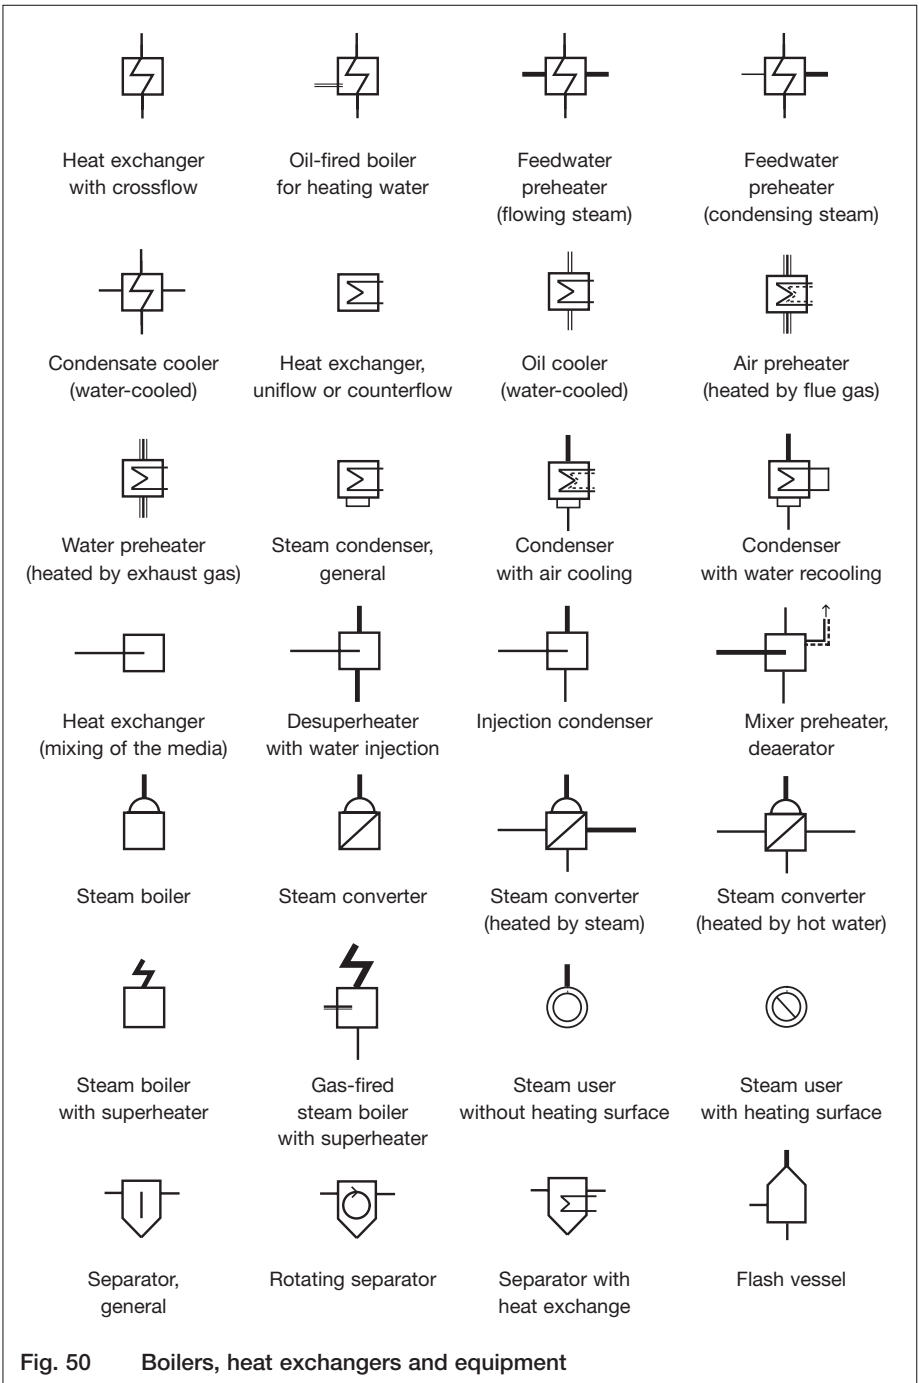 Heat exchanger
with crossflow
Oil-fired boiler
for heating water
Feedwater
preheater
(flowing steam)
Feedwater
preheater
(condensing steam)
Condensate cooler
(water-cooled)
Heat exchanger,
uniflow or counterflow
Oil cooler
(water-cooled)
Air preheater
(heated by flue gas)
Water preheater
(heated by exhaust gas)
Steam condenser,
general
Condenser
with air cooling
Condenser
with water recooling
Heat exchanger
(mixing of the media)
Desuperheater
with water injection
Injection condenser
Mixer preheater,
deaerator
Steam boiler
Steam converter
Steam converter
(heated by steam)
Steam converter
(heated by hot water)
Steam boiler
with superheater
Gas-fired
steam boiler
with superheater
Steam user
without heating surface
Steam user
with heating surface
Separator,
general
Rotating separator
Separator with
heat exchange
Flash vessel
Fig. 50 Boilers, heat exchangers and equipment